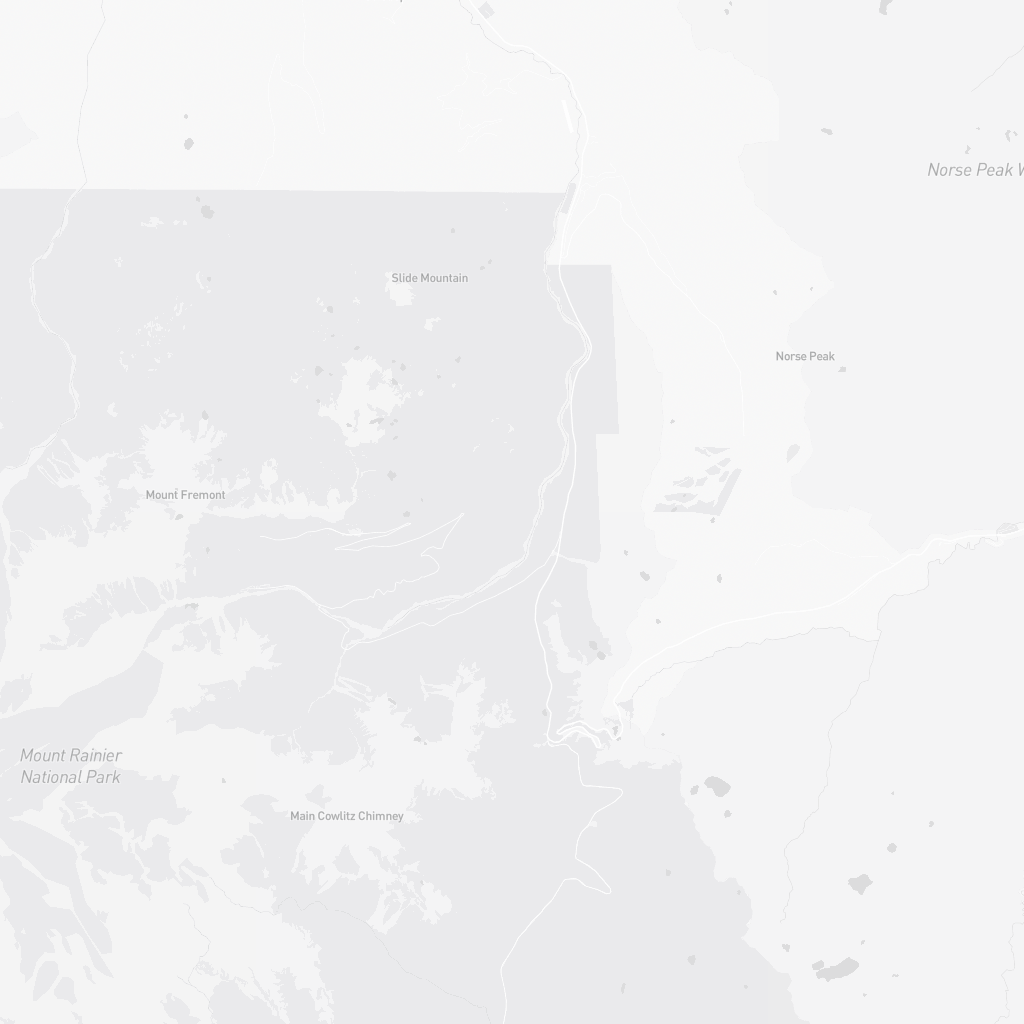 Norse Peak W
Slide Mountain
Norse Peak
Mount Fremont
Mount Rainier
National Park
Main Cowlitz Chimney